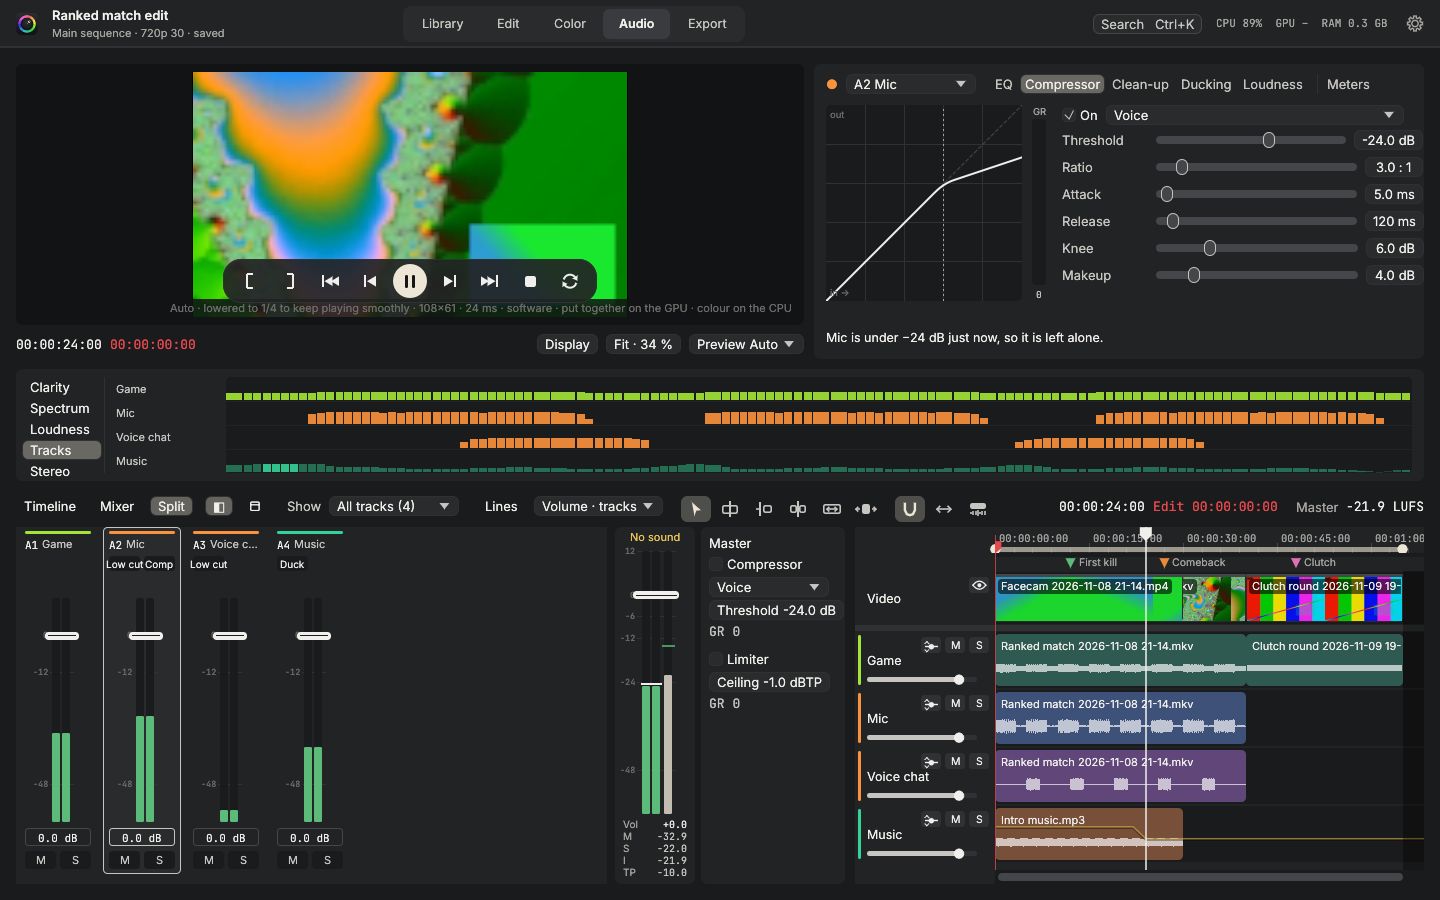 Ranked match edit
Main sequence · 720p 30 · saved
Library Edit Color Audio Export
Search Ctrl+K
CPU 89% GPU – RAM 0.3 GB
A2 Mic
EQ Compressor Clean-up Ducking Loudness Meters
out
in →
GR
0
On Voice
Threshold -24.0 dB
Ratio 3.0 : 1
Attack 5.0 ms
Release 120 ms
Knee 6.0 dB
Makeup 4.0 dB
Mic is under −24 dB just now, so it is left alone.
Auto · lowered to 1/4 to keep playing smoothly · 108×61 · 24 ms · software · put together on the GPU · colour on the CPU
00:00:24:00 00:00:00:00
Display Fit · 34 % Preview Auto
Clarity
Spectrum
Loudness
Tracks
Stereo
Game
Mic
Voice chat
Music
Timeline Mixer Split
Show All tracks (4)
Lines Volume · tracks
00:00:24:00 Edit 00:00:00:00 Master -21.9 LUFS
A1 Game
A2 Mic
A3 Voice c...
A4 Music
Low cut Comp
Low cut
Duck
-12 -12 -12 -12
-48 -48 -48 -48
0.0 dB 0.0 dB 0.0 dB 0.0 dB
M S M S M S M S
No sound
12
-6
-12
-24
-48
Vol +0.0
M -32.9
S -22.0
I -21.9
TP -10.0
Master
Compressor
Voice
Threshold -24.0 dB
GR 0
Limiter
Ceiling -1.0 dBTP
GR 0
00:00:00:00 00:00:15:00 00:00:30:00 00:00:45:00 00:01:00
First kill Comeback Clutch
Video
Facecam 2026-11-08 21-14.mp4
kv
Clutch round 2026-11-09 19-
Game M S
Ranked match 2026-11-08 21-14.mkv
Clutch round 2026-11-09 19-
Mic M S
Ranked match 2026-11-08 21-14.mkv
Voice chat M S
Ranked match 2026-11-08 21-14.mkv
Music M S
Intro music.mp3